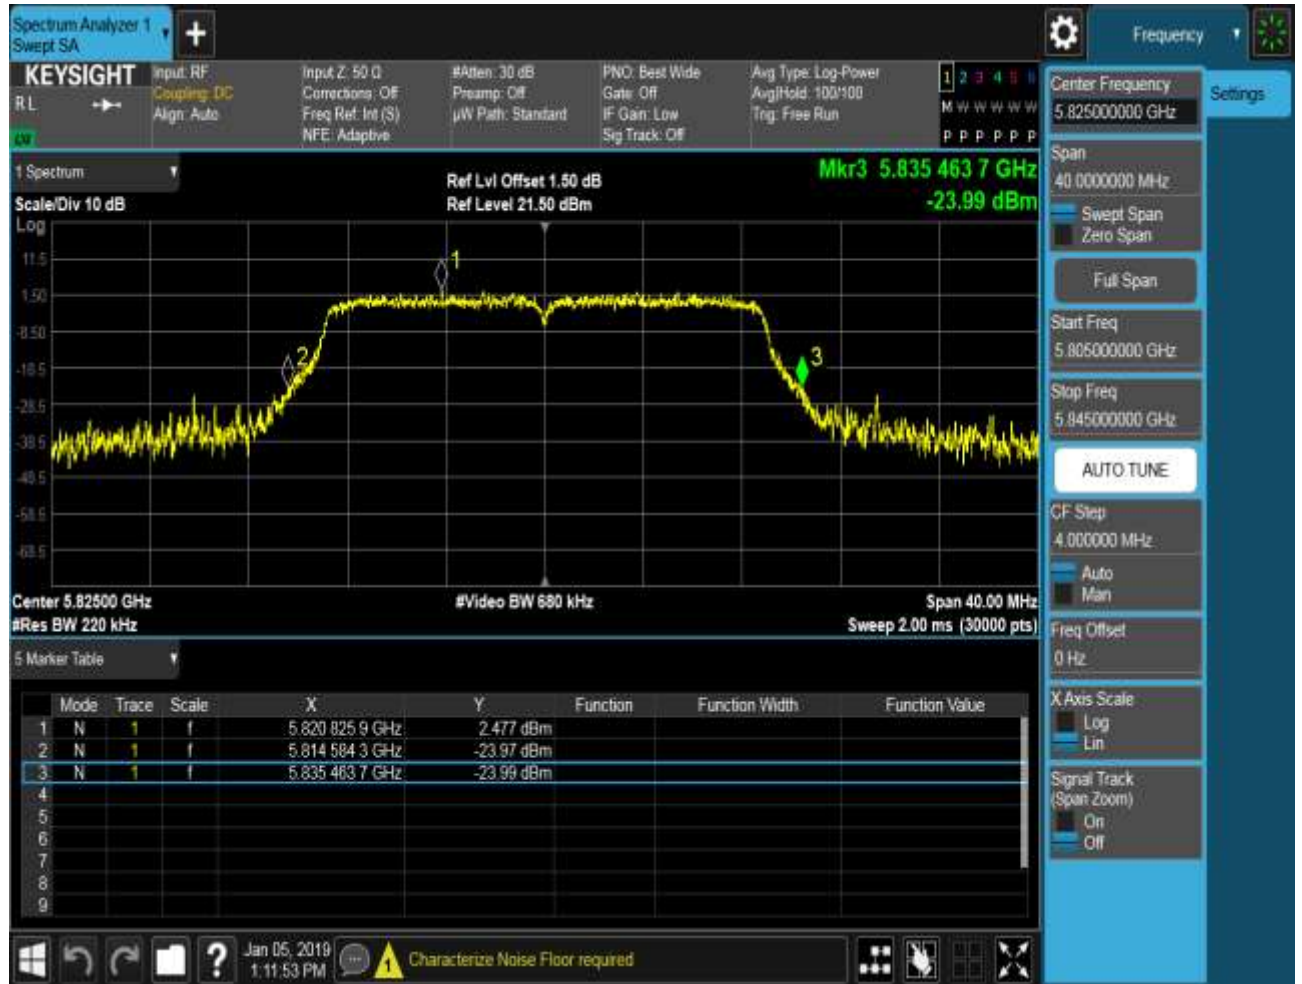 Spectrum Analyzer 1
Swept SA
Frequency
KEYSIGHT
R L
Input: RF
Coupling: DC
Align: Auto
Input Z: 50 Ω
Corrections: Off
Freq Ref: Int (S)
NFE: Adaptive
#Atten: 30 dB
Preamp: Off
µW Path: Standard
PNO: Best Wide
Gate: Off
IF Gain: Low
Sig Track: Off
Avg Type: Log-Power
Avg|Hold: 100/100
Trig: Free Run
1 2 3 4 5 6
M W W W W W
P P P P P P
1 Spectrum
Scale/Div 10 dB
Ref Lvl Offset 1.50 dB
Ref Level 21.50 dBm
Mkr3 5.835 463 7 GHz
-23.99 dBm
Log
11.5
1.50
-8.50
-18.5
-28.5
-38.5
-48.5
-58.5
-68.5
1
2
3
Center 5.82500 GHz
#Video BW 680 kHz
Span 40.00 MHz
#Res BW 220 kHz
Sweep 2.00 ms (30000 pts)
5 Marker Table
Mode Trace Scale X Y Function Function Width Function Value
1 N 1 f 5.820 825 9 GHz 2.477 dBm
2 N 1 f 5.814 584 3 GHz -23.97 dBm
3 N 1 f 5.835 463 7 GHz -23.99 dBm
4
5
6
7
8
9
Settings
Center Frequency
5.825000000 GHz
Span
40.0000000 MHz
Swept Span
Zero Span
Full Span
Start Freq
5.805000000 GHz
Stop Freq
5.845000000 GHz
AUTO TUNE
CF Step
4.000000 MHz
Auto
Man
Freq Offset
0 Hz
X Axis Scale
Log
Lin
Signal Track
(Span Zoom)
On
Off
?
Jan 05, 2019
1:11:53 PM
1
Characterize Noise Floor required